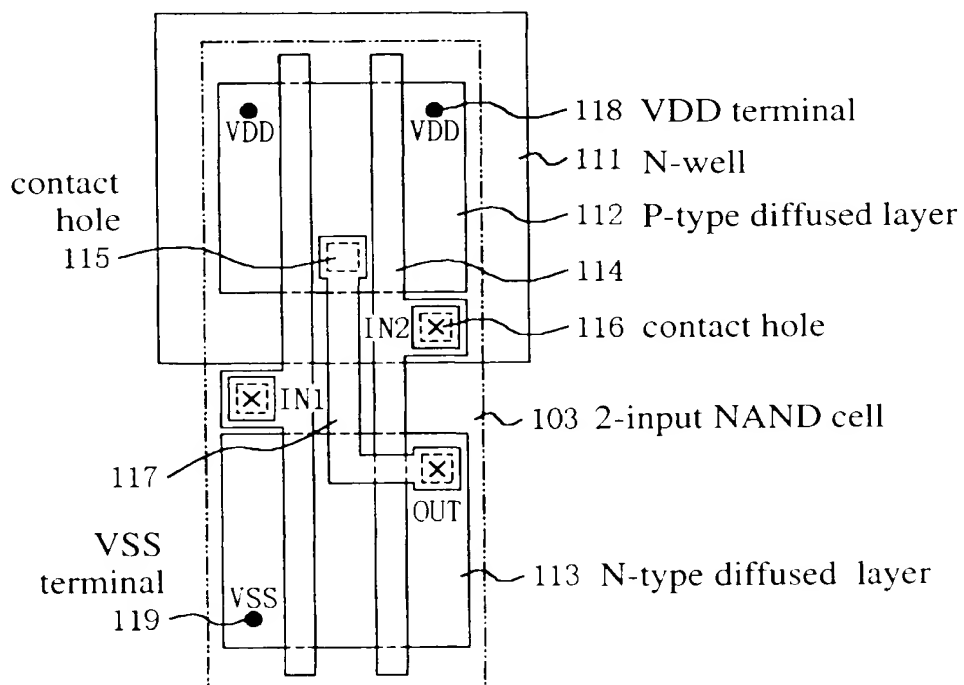 VDD
VDD
118 VDD terminal
111 N-well
contact
hole
115
112 P-type diffused layer
114
IN2
116 contact hole
IN1
103 2-input NAND cell
117
OUT
VSS
terminal
119
VSS
113 N-type diffused layer